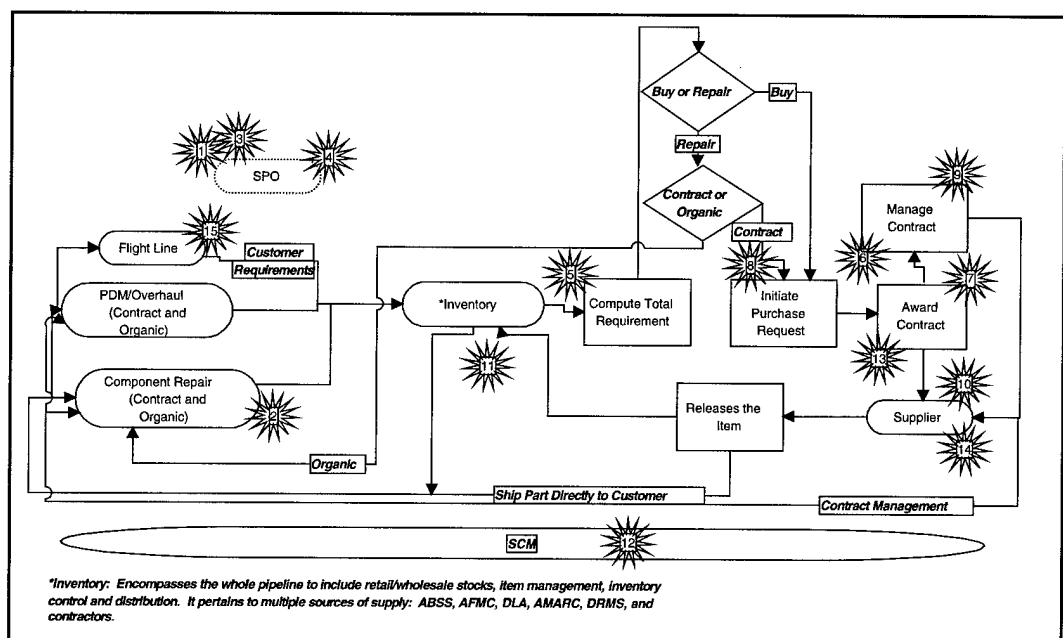 Buy or Repair
Buy
Repair
1
3
4
SPO
Contract or
Organic
9
Manage
Contract
15
Flight Line
Customer
Requirements
Contract
6
8
5
7
PDM/Overhaul
(Contract and
Organic)
*Inventory
Compute Total
Requirement
Initiate
Purchase
Request
Award
Contract
11
13
Component Repair
(Contract and
Organic)
2
10
Releases the
Item
Supplier
14
Organic
Ship Part Directly to Customer
Contract Management
SCM
12
*Inventory: Encompasses the whole pipeline to include retail/wholesale stocks, item management, inventory
control and distribution. It pertains to multiple sources of supply: ABSS, AFMC, DLA, AMARC, DRMS, and
contractors.